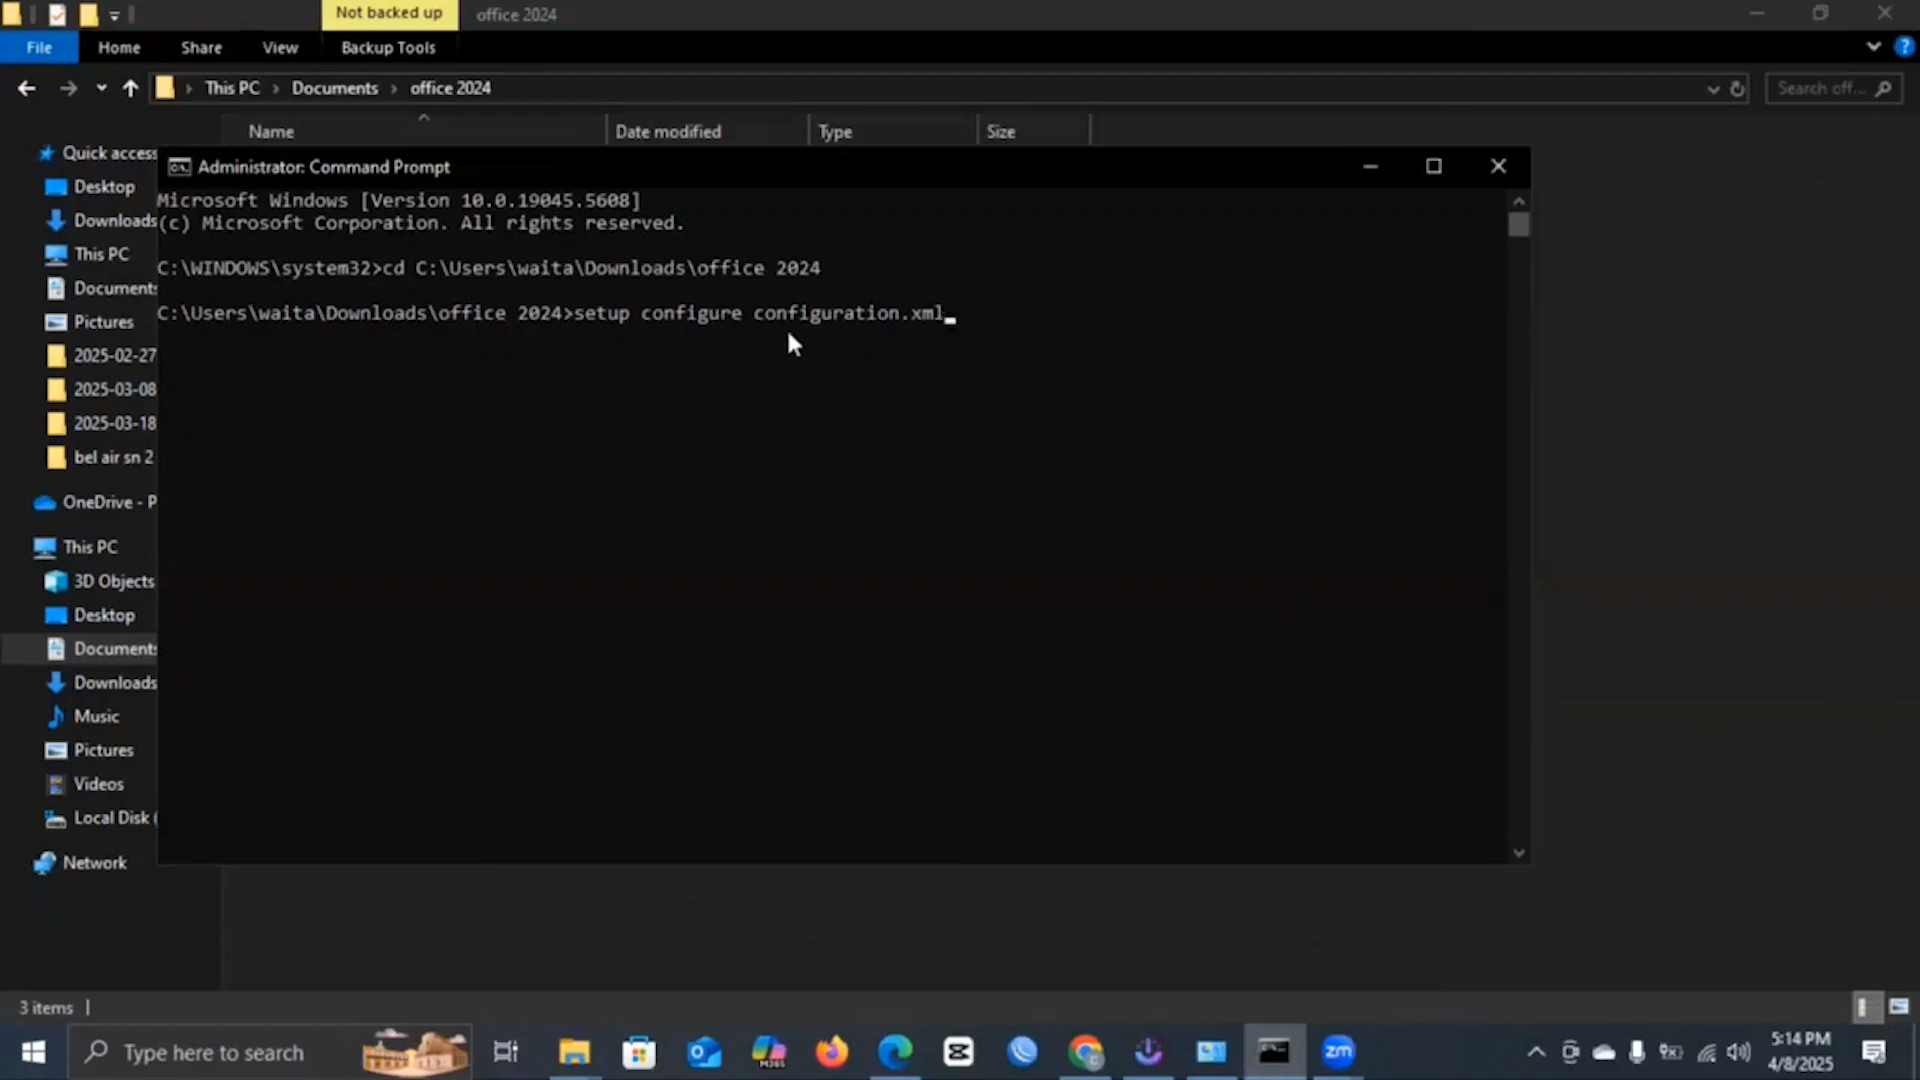 Not backed up
office 2024
File
Home
Share
View
Backup Tools
This PC
Documents
office 2024
Search off...
Name
Date modified
Type
Size
Quick access
Desktop
Downloads
This PC
Documents
Pictures
2025-02-27
2025-03-08
2025-03-18
bel air sn 2
OneDrive - P
This PC
3D Objects
Desktop
Documents
Downloads
Music
Pictures
Videos
Local Disk (
Network
Administrator: Command Prompt
Microsoft Windows [Version 10.0.19045.5608]
(c) Microsoft Corporation. All rights reserved.
C:\WINDOWS\system32>cd C:\Users\waita\Downloads\office 2024
C:\Users\waita\Downloads\office 2024>setup configure configuration.xml
3 items
Type here to search
M365
zm
5:14 PM
4/8/2025